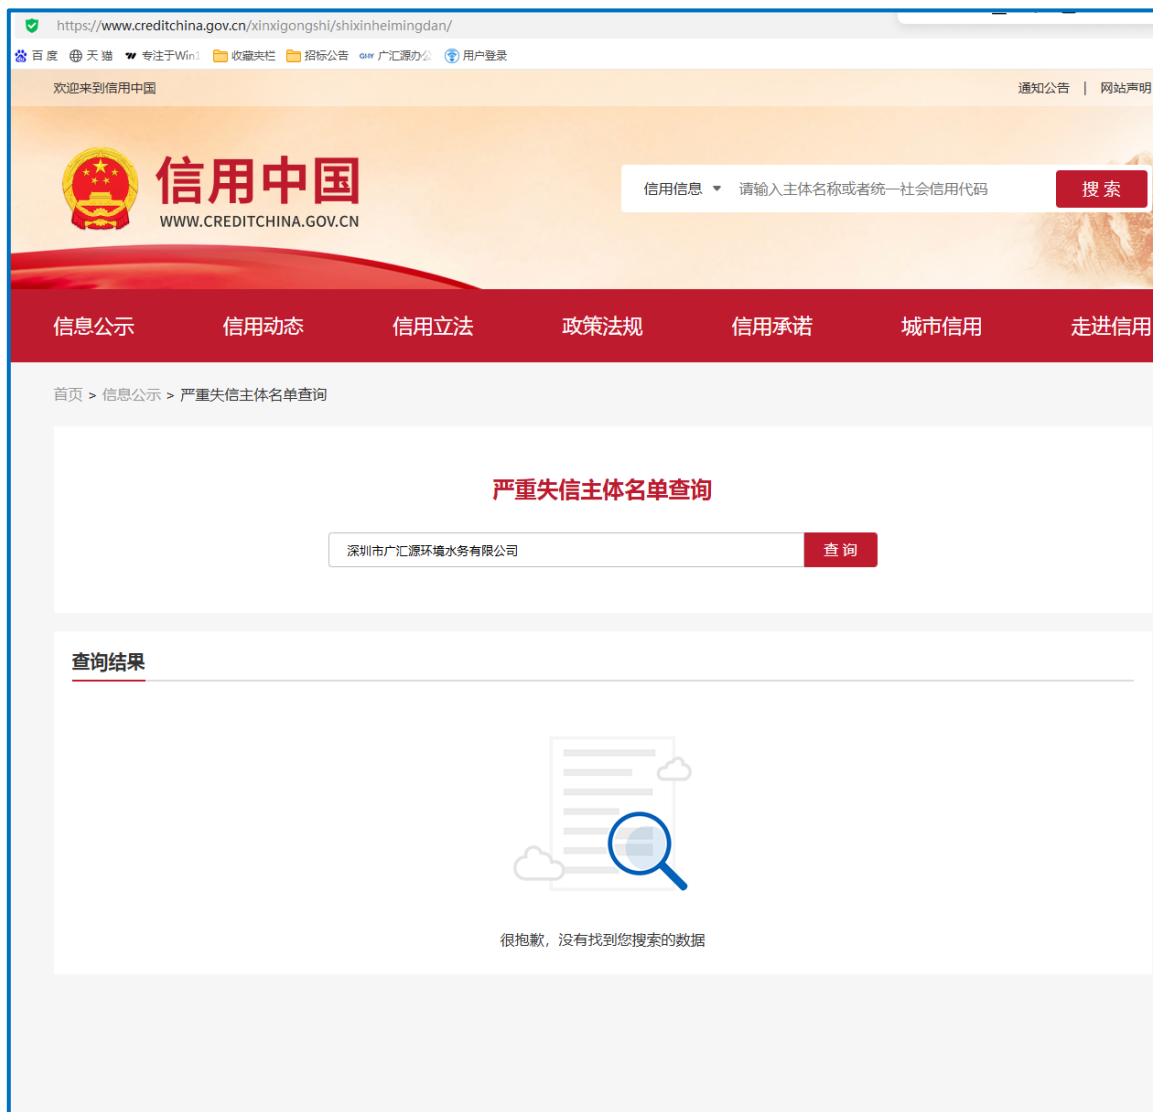 https://www.creditchina.gov.cn/xinxigongshi/shixinheimingdan/
百度 天猫 专注于Win1 收藏夹栏 招标公告 GHY 广汇源办公 用户登录
欢迎来到信用中国 通知公告 | 网站声明
信用中国
WWW.CREDITCHINA.GOV.CN
信用信息 请输入主体名称或者统一社会信用代码 搜索
信息公示 信用动态 信用立法 政策法规 信用承诺 城市信用 走进信用
首页 > 信息公示 > 严重失信主体名单查询
严重失信主体名单查询
深圳市广汇源环境水务有限公司 查询
查询结果
很抱歉，没有找到您搜索的数据